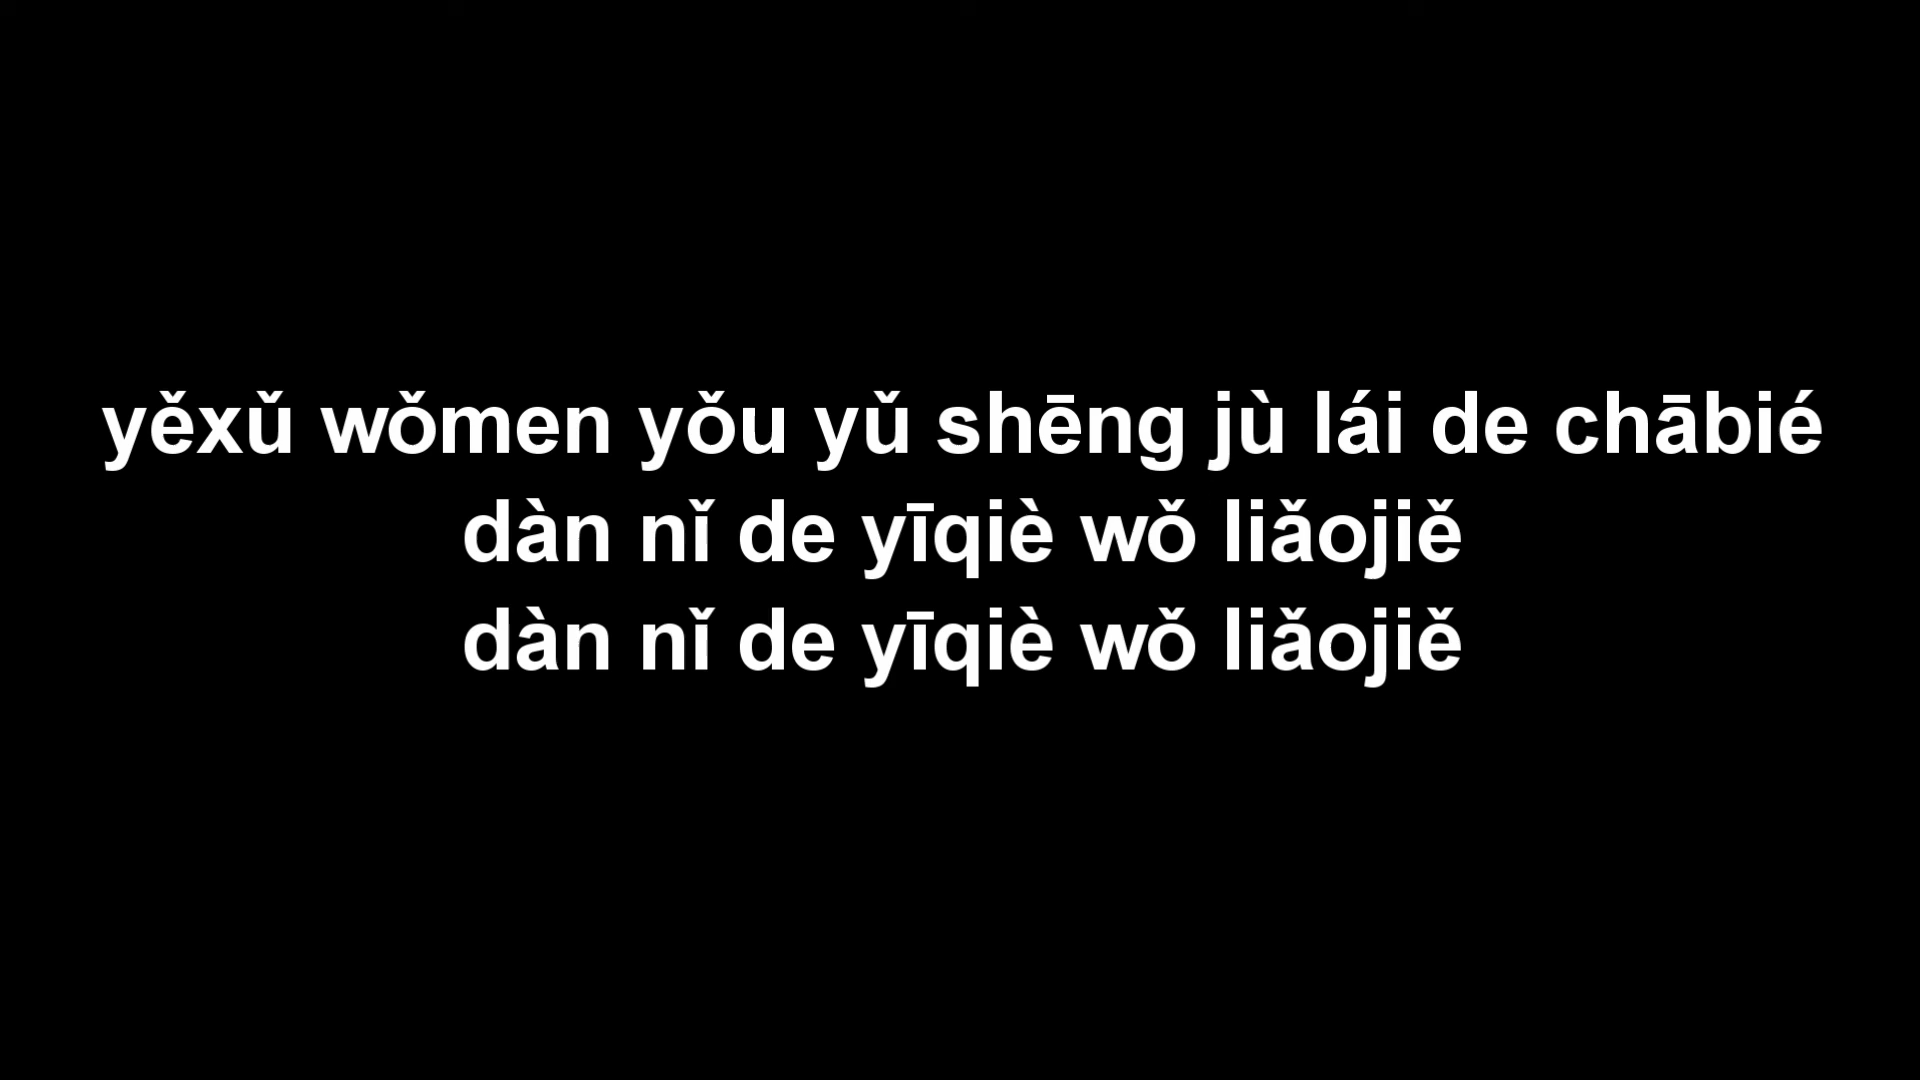 yěxǔ wǒmen yǒu yǔ shēng jù lái de chābié
dàn nǐ de yīqiè wǒ liǎojiě
dàn nǐ de yīqiè wǒ liǎojiě